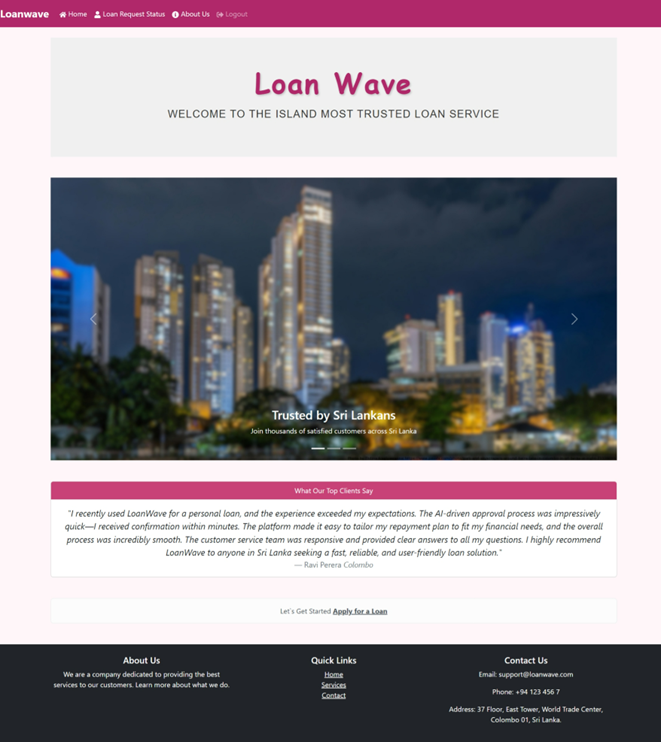 Loanwave Home Loan Request Status About Us Logout
Loan Wave
WELCOME TO THE ISLAND MOST TRUSTED LOAN SERVICE
Trusted by Sri Lankans
Join thousands of satisfied customers across Sri Lanka
What Our Top Clients Say
"I recently used LoanWave for a personal loan, and the experience exceeded my expectations. The AI-driven approval process was impressively
quick—I received confirmation within minutes. The platform made it easy to tailor my repayment plan to fit my financial needs, and the overall
process was incredibly smooth. The customer service team was responsive and provided clear answers to all my questions. I highly recommend
LoanWave to anyone in Sri Lanka seeking a fast, reliable, and user-friendly loan solution."
— Ravi Perera Colombo
Let's Get Started Apply for a Loan
About Us
We are a company dedicated to providing the best
services to our customers. Learn more about what we do.
Quick Links
Home
Services
Contact
Contact Us
Email: support@loanwave.com
Phone: +94 123 456 7
Address: 37 Floor, East Tower, World Trade Center,
Colombo 01, Sri Lanka.